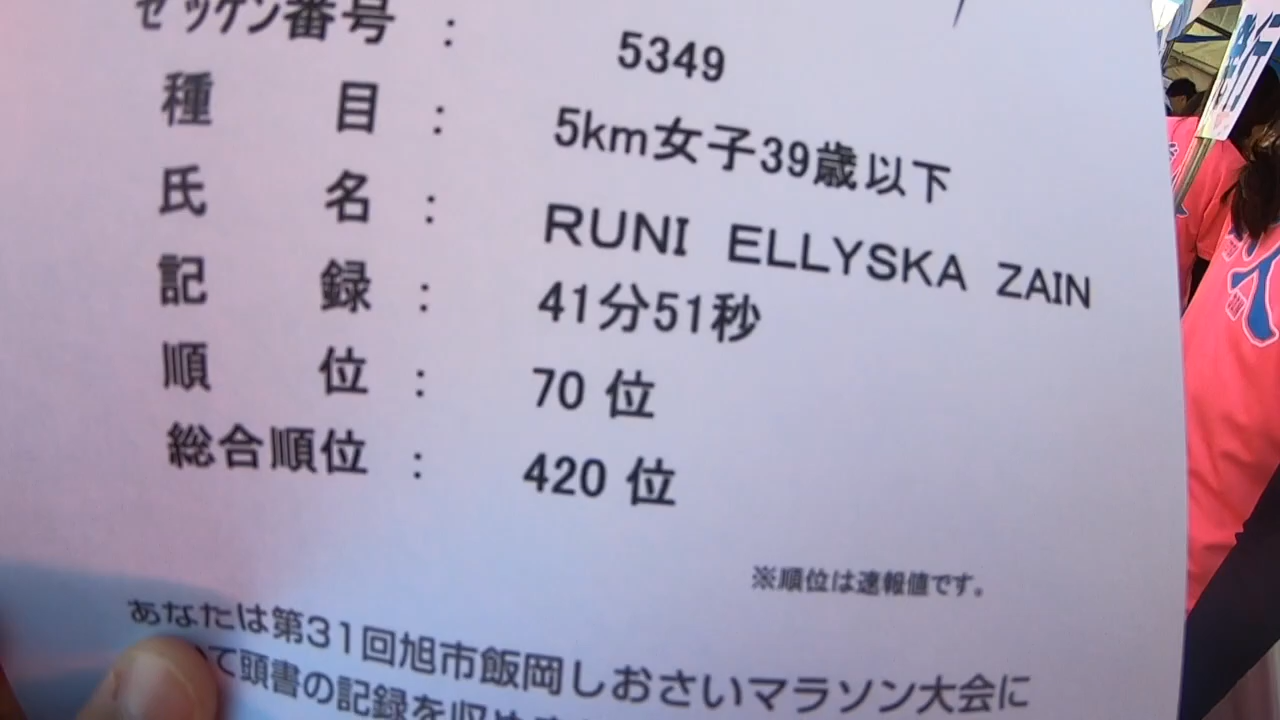 ゼッケン番号 : 5349
種 目 : 5km女子39歳以下
氏 名 : RUNI ELLYSKA ZAIN
記 録 : 41分51秒
順 位 : 70 位
総合順位 : 420 位
※順位は速報値です。
あなたは第31回旭市飯岡しおさいマラソン大会に
て頭書の記録を収め